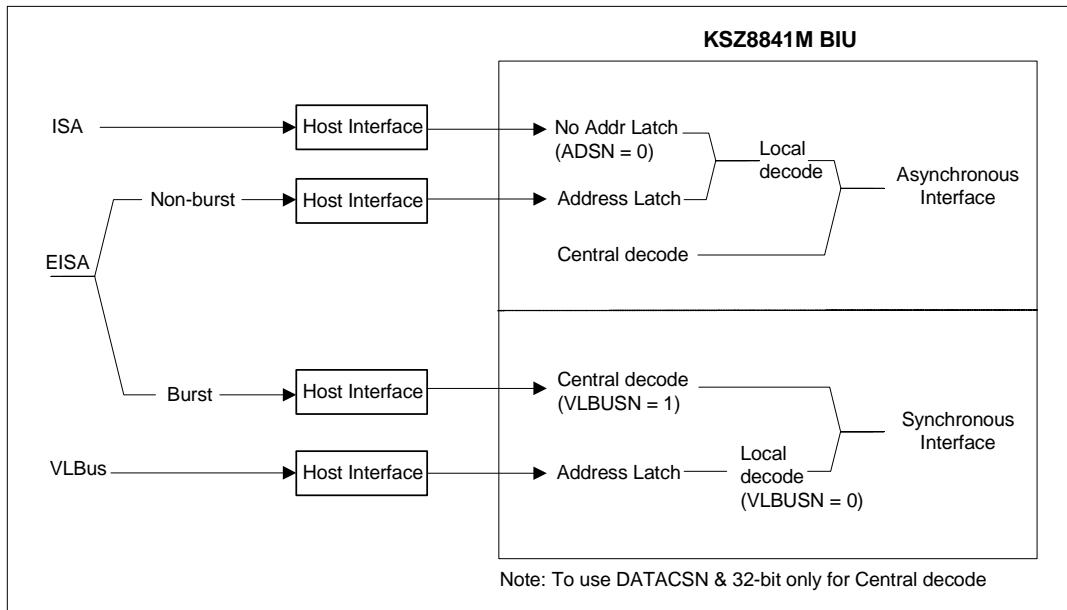 KSZ8841M BIU
ISA
Host Interface
No Addr Latch
(ADSN = 0)
Local
decode
Asynchronous
Interface
EISA
Non-burst
Host Interface
Address Latch
Central decode
Burst
Host Interface
Central decode
(VLBUSN = 1)
Synchronous
Interface
VLBus
Host Interface
Address Latch
Local
decode
(VLBUSN = 0)
Note: To use DATACSN & 32-bit only for Central decode